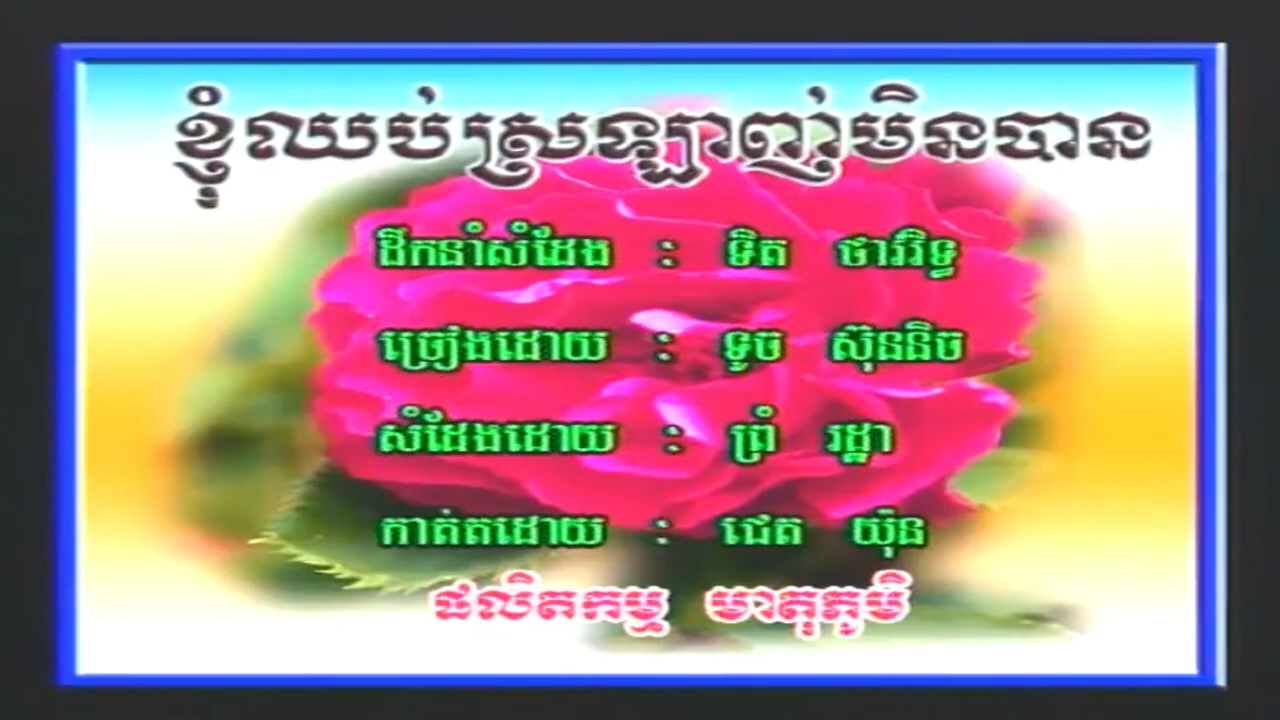 ខ្ញុំឈប់ស្រឡាញ់មិនបាន
ដឹកនាំសំដែង : ទិត ថាវរិទ្ធ
ច្រៀងដោយ : ទូច ស៊ុននិច
សំដែងដោយ : ព្រំ រដ្ឋា
កាត់តដោយ : ជេត យ៉ុន
ផលិតកម្ម មាតុភូមិ